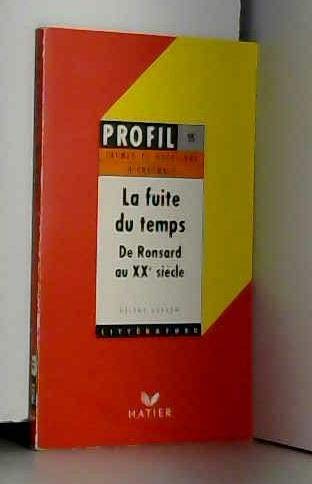 PROFIL
La fuite
du temps
De Ronsard
au XXe siècle
LITTÉRATURE
HATIER